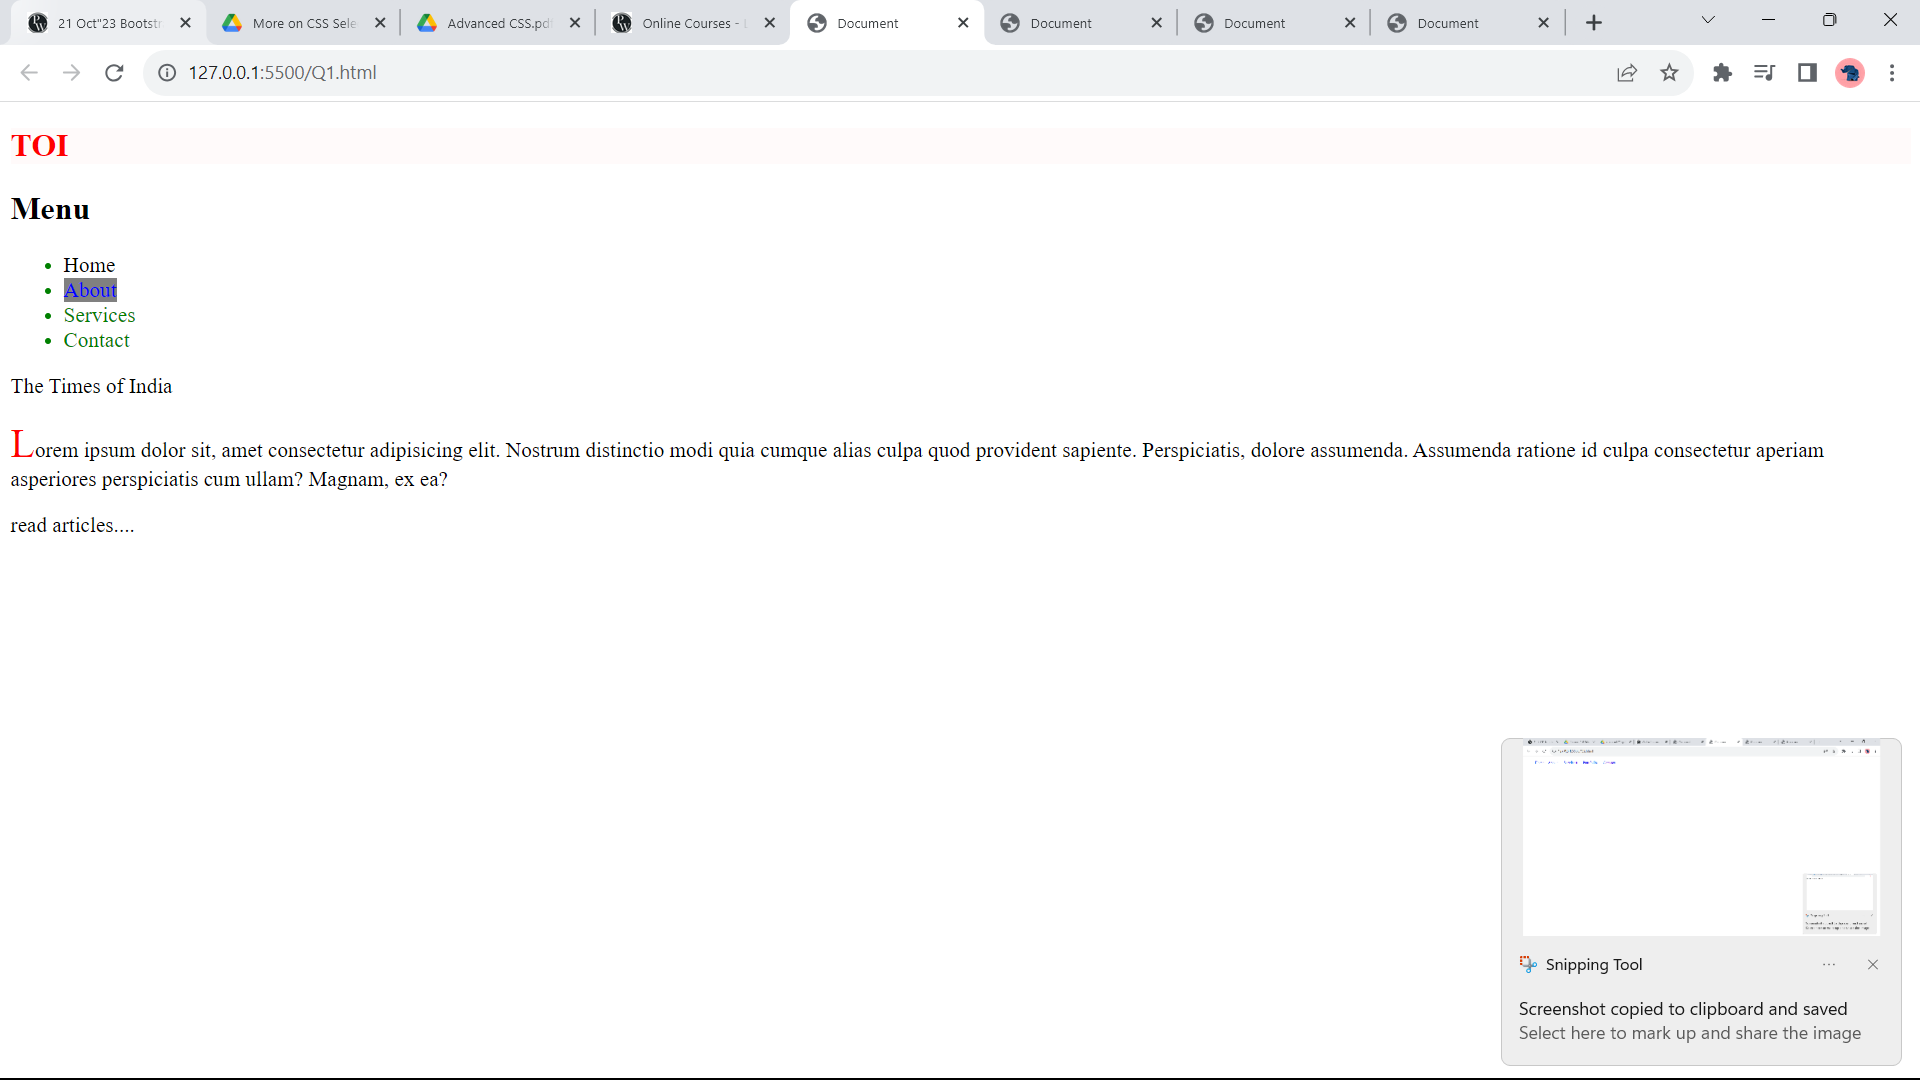 21 Oct"23 Bootstr
More on CSS Sele
Advanced CSS.pdf
Online Courses - L
Document
Document
Document
Document
127.0.0.1:5500/Q1.html
TOI
Menu
Home
About
Services
Contact
The Times of India
Lorem ipsum dolor sit, amet consectetur adipisicing elit. Nostrum distinctio modi quia cumque alias culpa quod provident sapiente. Perspiciatis, dolore assumenda. Assumenda ratione id culpa consectetur aperiam
asperiores perspiciatis cum ullam? Magnam, ex ea?
read articles....
Snipping Tool
Screenshot copied to clipboard and saved
Select here to mark up and share the image